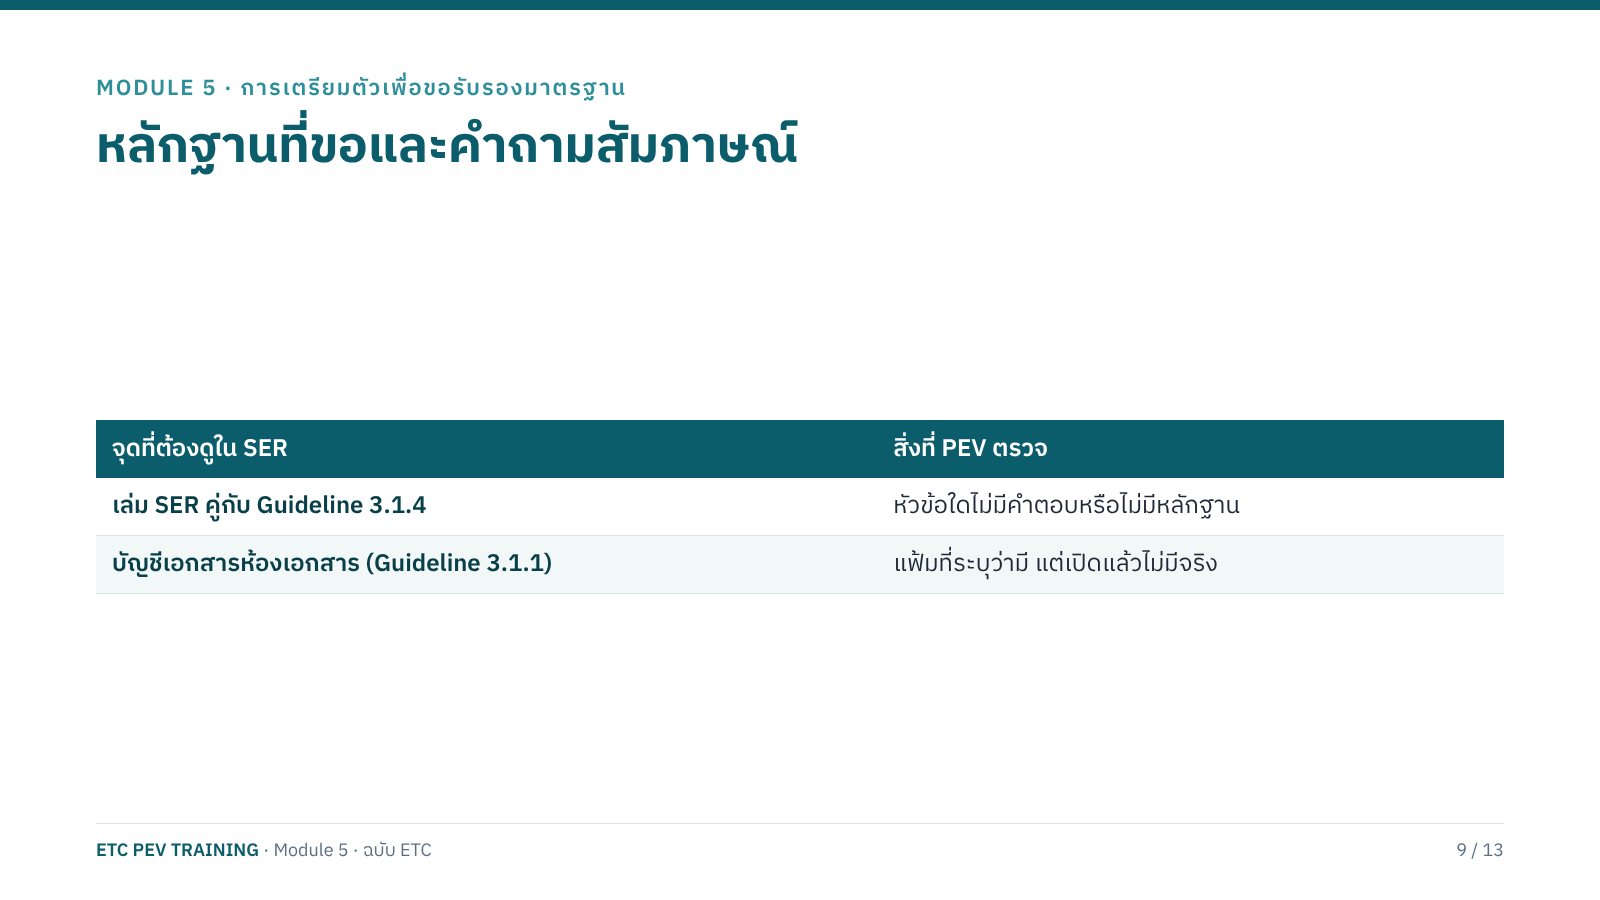 MODULE 5 · การเตรียมตัวเพื่อขอรับรองมาตรฐาน
หลักฐานที่ขอและคำถามสัมภาษณ์
จุดที่ต้องดูใน SER
สิ่งที่ PEV ตรวจ
เล่ม SER คู่กับ Guideline 3.1.4
หัวข้อใดไม่มีคำตอบหรือไม่มีหลักฐาน
บัญชีเอกสารห้องเอกสาร (Guideline 3.1.1)
แฟ้มที่ระบุว่ามี แต่เปิดแล้วไม่มีจริง
ETC PEV TRAINING · Module 5 · ฉบับ ETC
9 / 13